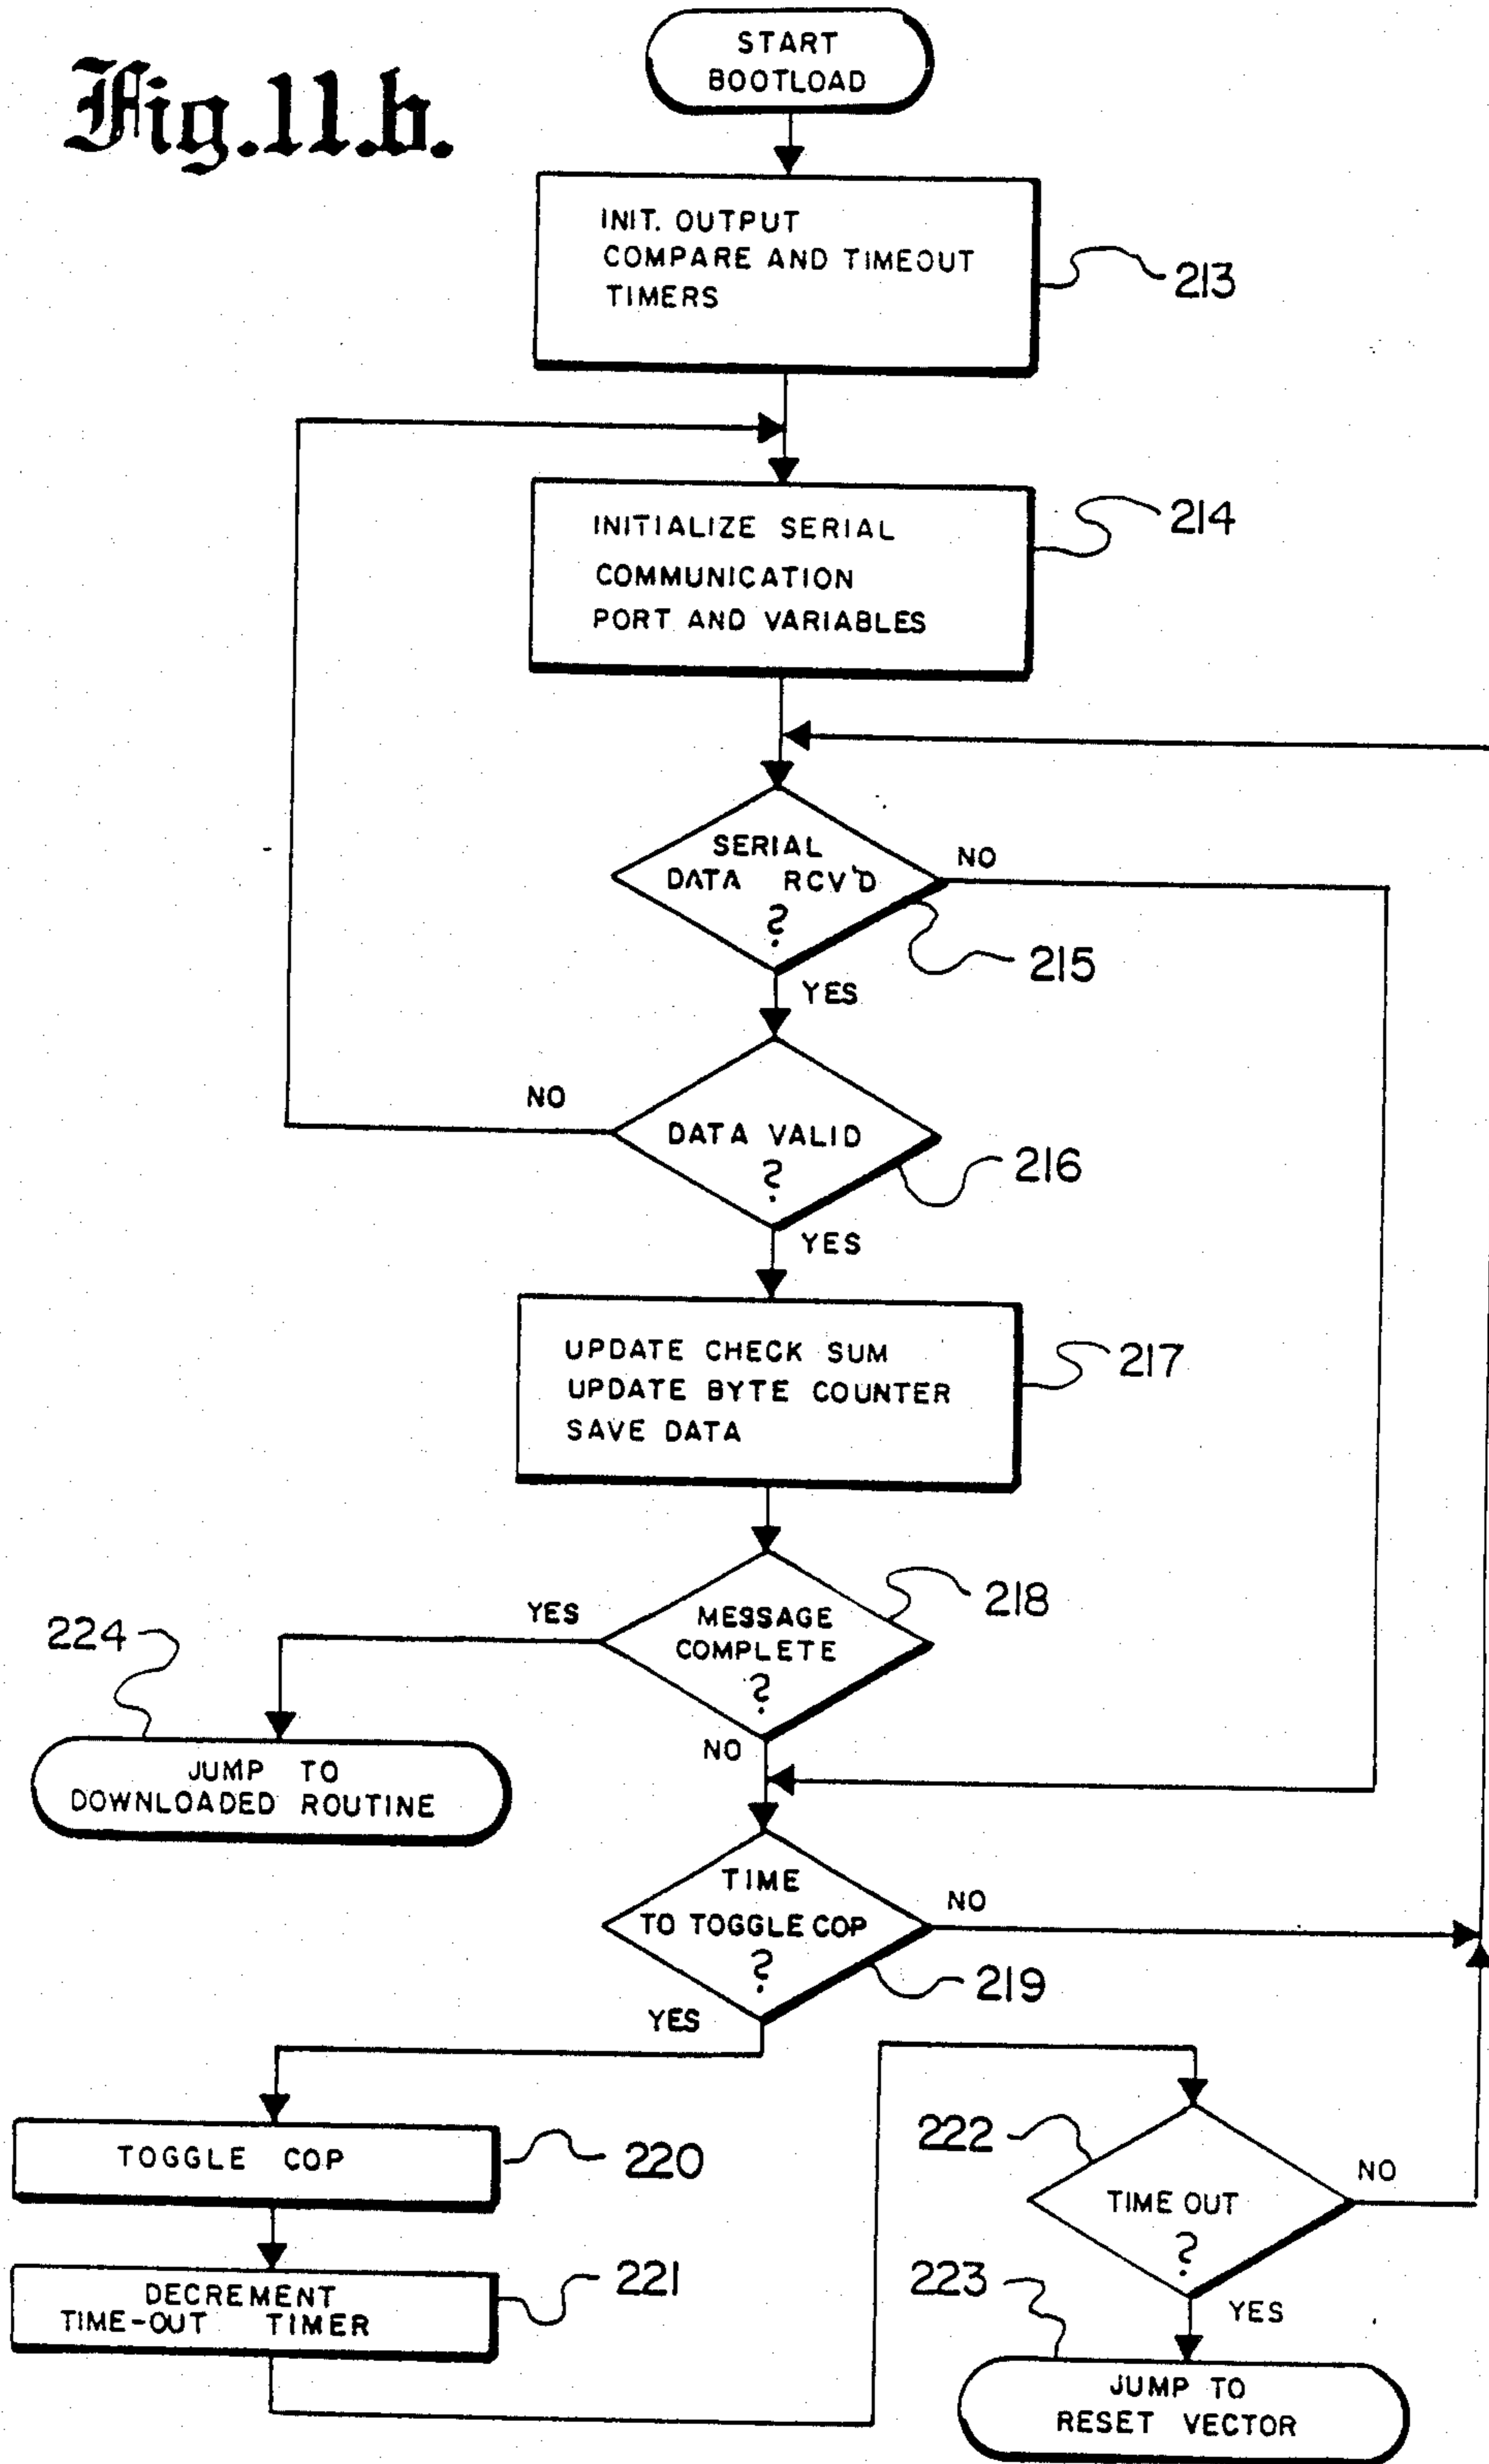 Fig.11.b.
START
BOOTLOAD
INIT. OUTPUT
COMPARE AND TIMEOUT
TIMERS
213
INITIALIZE SERIAL
COMMUNICATION
PORT AND VARIABLES
214
SERIAL
DATA RCV'D
?
NO
215
YES
DATA VALID
?
NO
216
YES
UPDATE CHECK SUM
UPDATE BYTE COUNTER
SAVE DATA
217
MESSAGE
COMPLETE
?
218
YES
224
JUMP TO
DOWNLOADED ROUTINE
NO
TIME
TO TOGGLE COP
?
NO
219
YES
TOGGLE COP
220
DECREMENT
TIME-OUT TIMER
221
222
TIME OUT
?
NO
223
YES
JUMP TO
RESET VECTOR